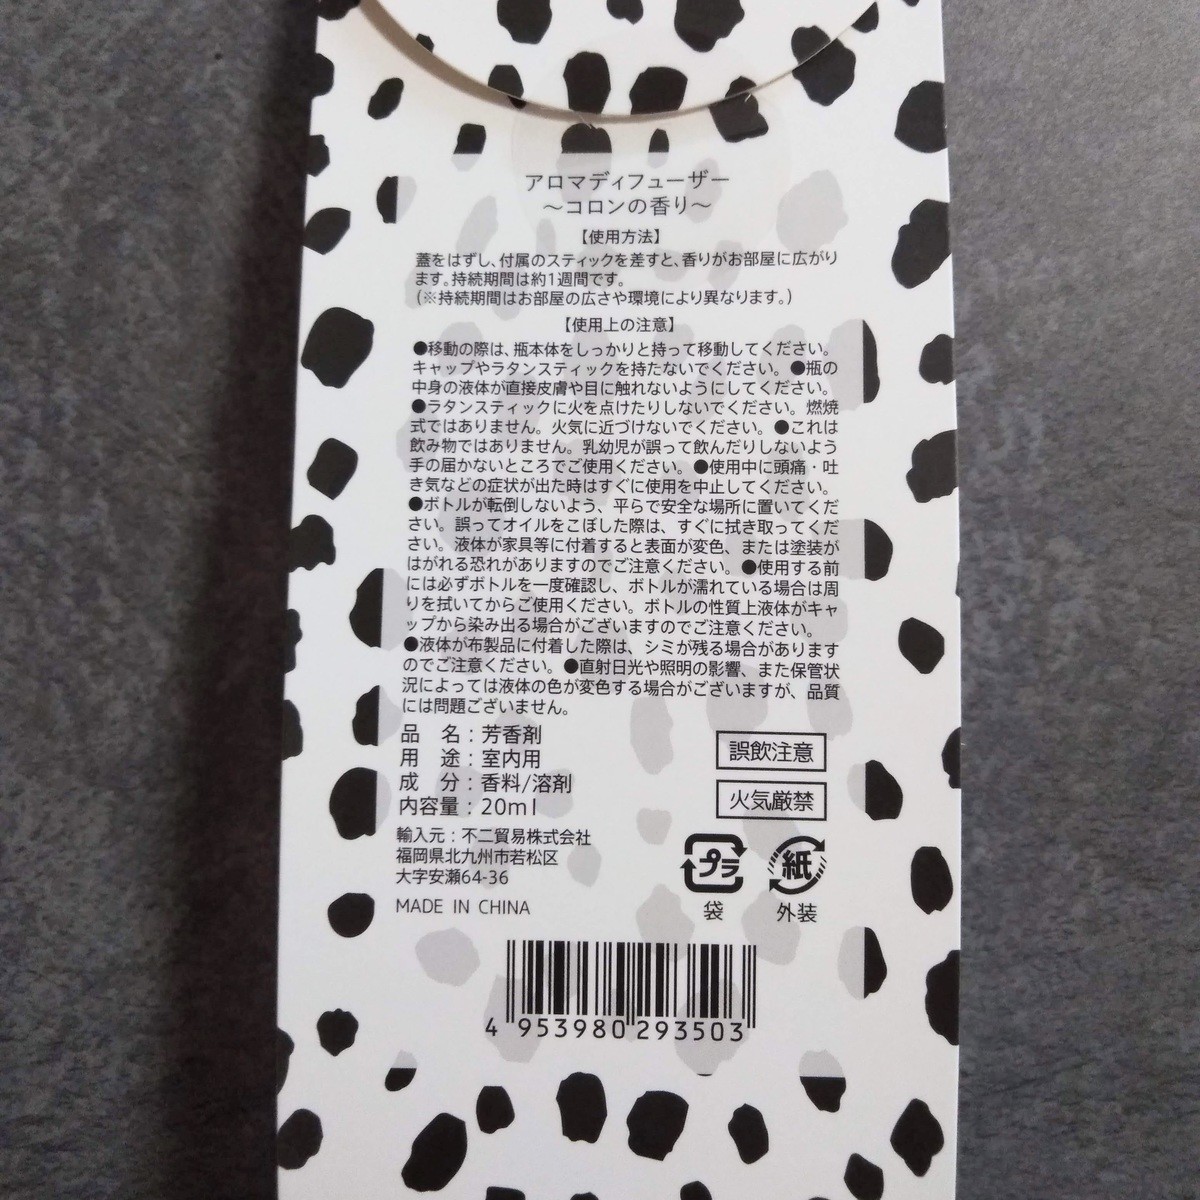 アロマディフューザー
～コロンの香り～
【使用方法】
蓋をはずし、付属のスティックを差すと、香りがお部屋に広がり
ます。持続期間は約1週間です。
（※持続期間はお部屋の広さや環境により異なります。）
【使用上の注意】
●移動の際は、瓶本体をしっかりと持って移動してください。
キャップやラタンスティックを持たないでください。●瓶の
中身の液体が直接皮膚や目に触れないようにしてください。
●ラタンスティックに火を点けたりしないでください。燃焼
式ではありません。火気に近づけないでください。●これは
飲み物ではありません。乳幼児が誤って飲んだりしないよう
手の届かないところでご使用ください。●使用中に頭痛・吐
き気などの症状が出た時はすぐに使用を中止してください。
●ボトルが転倒しないよう、平らで安全な場所に置いてくだ
さい。誤ってオイルをこぼした際は、すぐに拭き取ってくだ
さい。液体が家具等に付着すると表面が変色、または塗装が
はがれる恐れがありますのでご注意ください。●使用する前
には必ずボトルを一度確認し、ボトルが濡れている場合は周
りを拭いてからご使用ください。ボトルの性質上液体がキャ
ップから染み出る場合がございますのでご注意ください。
●液体が布製品に付着した際は、シミが残る場合があります
のでご注意ください。●直射日光や照明の影響、また保管状
況によっては液体の色が変色する場合がございますが、品質
には問題ございません。
品　名：芳香剤
用　途：室内用
成　分：香料/溶剤
内容量：20ml
誤飲注意
火気厳禁
輸入元：不二貿易株式会社
福岡県北九州市若松区
大字安瀬64-36
MADE IN CHINA
プラ
袋
紙
外装
4 953980 293503